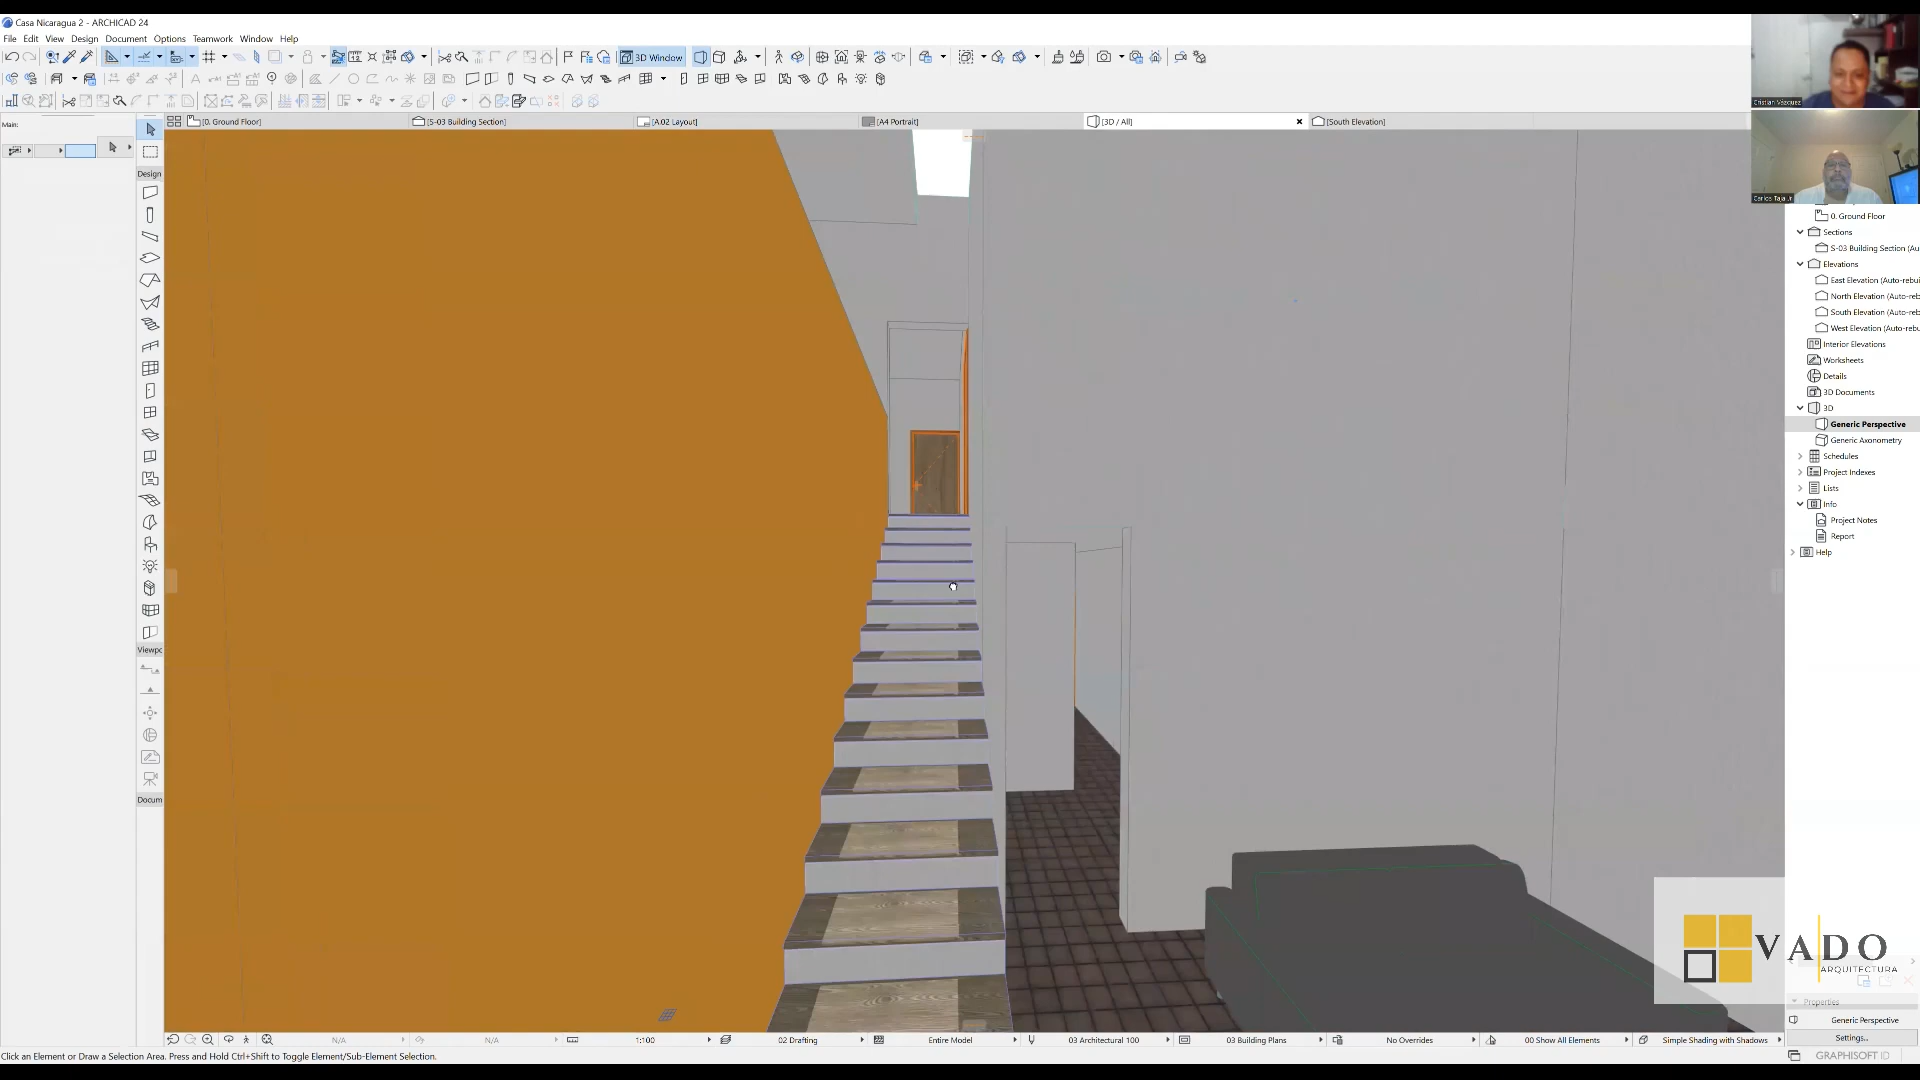 Casa Nicaragua 2 - ARCHICAD 24
File Edit View Design Document Options Teamwork Window Help
3D Window
Cristian Vazquez
Main:
[0. Ground Floor]
[S-03 Building Section]
[A.02 Layout]
[A4 Portrait]
[3D / All]
[South Elevation]
Design
Viewpo
Docum
Carlos Taja Jr
0. Ground Floor
Sections
S-03 Building Section (Au
Elevations
East Elevation (Auto-rebu
North Elevation (Auto-reb
South Elevation (Auto-reb
West Elevation (Auto-rebu
Interior Elevations
Worksheets
Details
3D Documents
3D
Generic Perspective
Generic Axonometry
Schedules
Project Indexes
Lists
Info
Project Notes
Report
Help
VADO
ARQUITECTURA
Properties
Generic Perspective
Settings...
N/A
N/A
1:100
02 Drafting
Entire Model
03 Architectural 100
03 Building Plans
No Overrides
00 Show All Elements
Simple Shading with Shadows
Click an Element or Draw a Selection Area. Press and Hold Ctrl+Shift to Toggle Element/Sub-Element Selection.
GRAPHISOFT ID